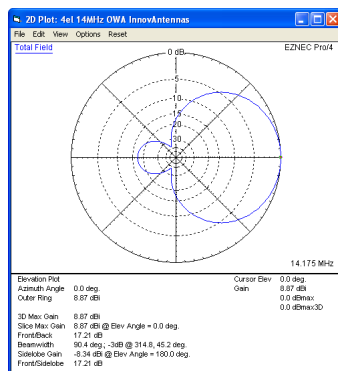 2D Plot: 4el 14MHz OWA InnovAntennas
File Edit View Options Reset
Total Field
EZNEC Pro/4
0 dB
-5
-10
-15
-20
-30
14.175 MHz
Elevation Plot
Azimuth Angle 0.0 deg.
Outer Ring 8.87 dBi
Cursor Elev 0.0 deg.
Gain 8.87 dBi
0.0 dBmax
0.0 dBmax3D
3D Max Gain 8.87 dBi
Slice Max Gain 8.87 dBi @ Elev Angle = 0.0 deg.
Front/Back 17.21 dB
Beamwidth 90.4 deg.; -3dB @ 314.8, 45.2 deg.
Sidelobe Gain -8.34 dBi @ Elev Angle = 180.0 deg.
Front/Sidelobe 17.21 dB